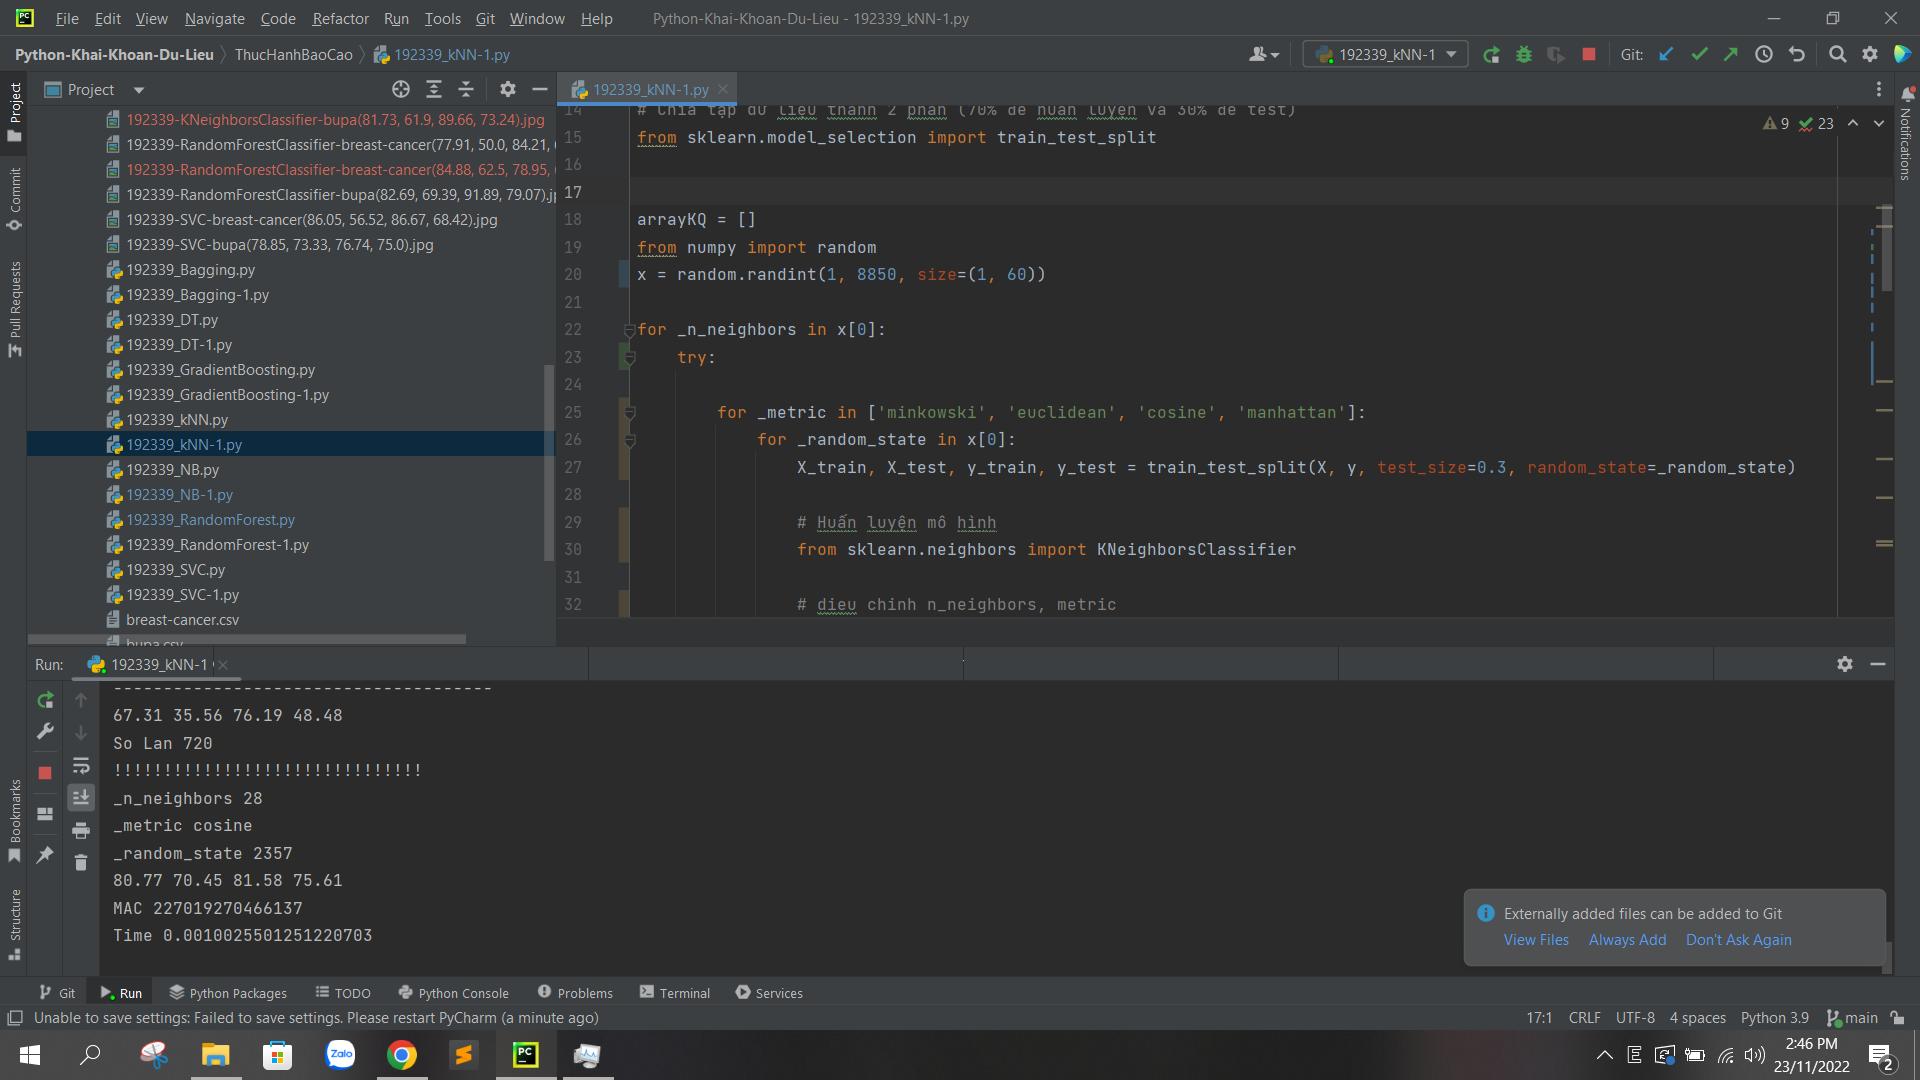 File Edit View Navigate Code Refactor Run Tools Git Window Help Python-Khai-Khoan-Du-Lieu - 192339_kNN-1.py
Python-Khai-Khoan-Du-Lieu ThucHanhBaoCao 192339_kNN-1.py 192339_kNN-1 Git:
Project
Project
Commit
Pull Requests
Bookmarks
Structure
192339-KNeighborsClassifier-bupa(81.73, 61.9, 89.66, 73.24).jpg
192339-RandomForestClassifier-breast-cancer(77.91, 50.0, 84.21,
192339-RandomForestClassifier-breast-cancer(84.88, 62.5, 78.95,
192339-RandomForestClassifier-bupa(82.69, 69.39, 91.89, 79.07).j
192339-SVC-breast-cancer(86.05, 56.52, 86.67, 68.42).jpg
192339-SVC-bupa(78.85, 73.33, 76.74, 75.0).jpg
192339_Bagging.py
192339_Bagging-1.py
192339_DT.py
192339_DT-1.py
192339_GradientBoosting.py
192339_GradientBoosting-1.py
192339_kNN.py
192339_kNN-1.py
192339_NB.py
192339_NB-1.py
192339_RandomForest.py
192339_RandomForest-1.py
192339_SVC.py
192339_SVC-1.py
breast-cancer.csv
bupa.csv
192339_kNN-1.py
9 23
Notifications
14 # Chia tập dữ liệu thành 2 phần (70% để huấn luyện và 30% để test)
15 from sklearn.model_selection import train_test_split
16
17
18 arrayKQ = []
19 from numpy import random
20 x = random.randint(1, 8850, size=(1, 60))
21
22 for _n_neighbors in x[0]:
23 try:
24
25 for _metric in ['minkowski', 'euclidean', 'cosine', 'manhattan']:
26 for _random_state in x[0]:
27 X_train, X_test, y_train, y_test = train_test_split(X, y, test_size=0.3, random_state=_random_state)
28
29 # Huấn luyện mô hình
30 from sklearn.neighbors import KNeighborsClassifier
31
32 # dieu chinh n_neighbors, metric
Run: 192339_kNN-1
--------------------------------------
67.31 35.56 76.19 48.48
So Lan 720
!!!!!!!!!!!!!!!!!!!!!!!!!!!!!!!
_n_neighbors 28
_metric cosine
_random_state 2357
80.77 70.45 81.58 75.61
MAC 227019270466137
Time 0.0010025501251220703
Externally added files can be added to Git
View Files Always Add Don't Ask Again
Git Run Python Packages TODO Python Console Problems Terminal Services
Unable to save settings: Failed to save settings. Please restart PyCharm (a minute ago) 17:1 CRLF UTF-8 4 spaces Python 3.9 main
Zalo PC E 2:46 PM
23/11/2022 2